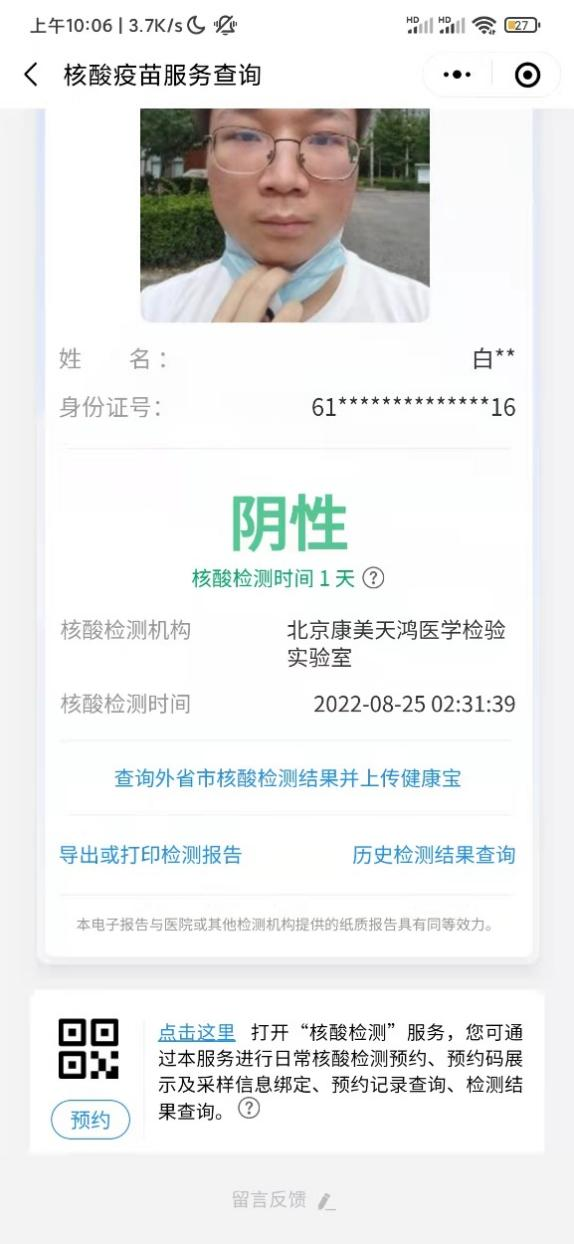 上午10:06 | 3.7K/s
HD HD 27
核酸疫苗服务查询
姓 名： 白**
身份证号： 61**************16
阴性
核酸检测时间 1 天 ?
核酸检测机构 北京康美天鸿医学检验
实验室
核酸检测时间 2022-08-25 02:31:39
查询外省市核酸检测结果并上传健康宝
导出或打印检测报告 历史检测结果查询
本电子报告与医院或其他检测机构提供的纸质报告具有同等效力。
点击这里 打开“核酸检测”服务，您可通
过本服务进行日常核酸检测预约、预约码展
示及采样信息绑定、预约记录查询、检测结
果查询。?
预约
留言反馈